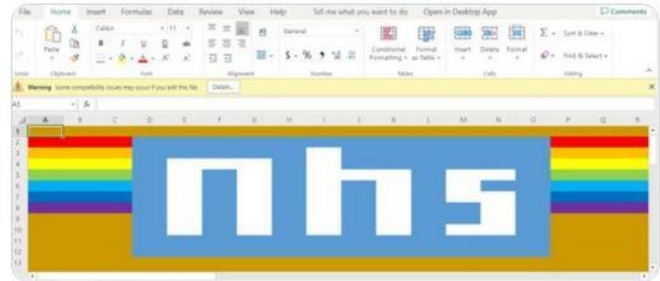 File Home Insert Formulas Data Review View Help Tell me what you want to do Open in Desktop App Comments
Calibri 11 General Σ Sort & Filter
Paste B I U D ab $ % Conditional Format Insert Delete Format
Formatting as Table Find & Select
Undo Clipboard Font Alignment Number Tables Cells Editing
Warning Some compatibility issues may occur if you edit this file. Details...
A1 fx
A B C D E F G H I J K L M N O P Q R
1
2
3
4
5
6
7
8
9
10
11
12
13
nhs